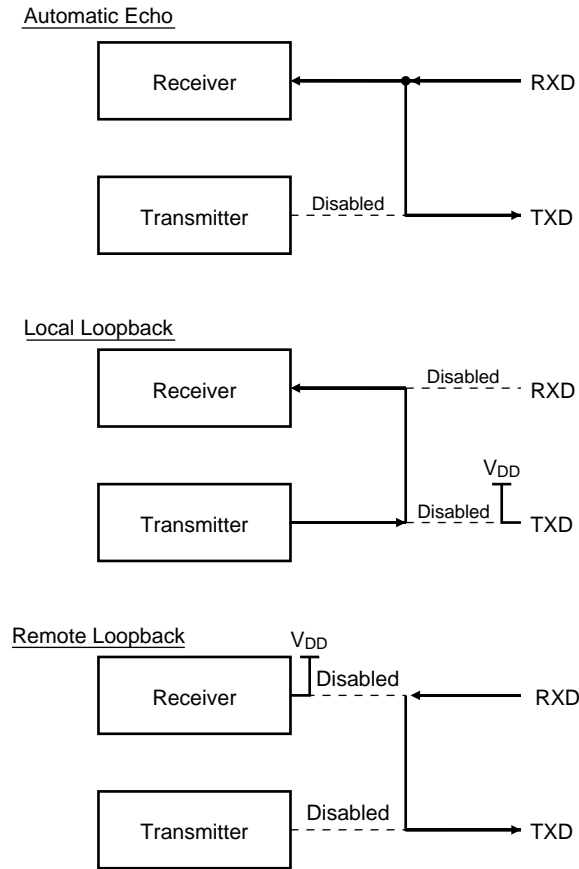 Automatic Echo
Receiver
RXD
Disabled
Transmitter
TXD
Local Loopback
Receiver
Disabled
RXD
VDD
Transmitter
Disabled
TXD
Remote Loopback
VDD
Receiver
Disabled
RXD
Disabled
Transmitter
TXD